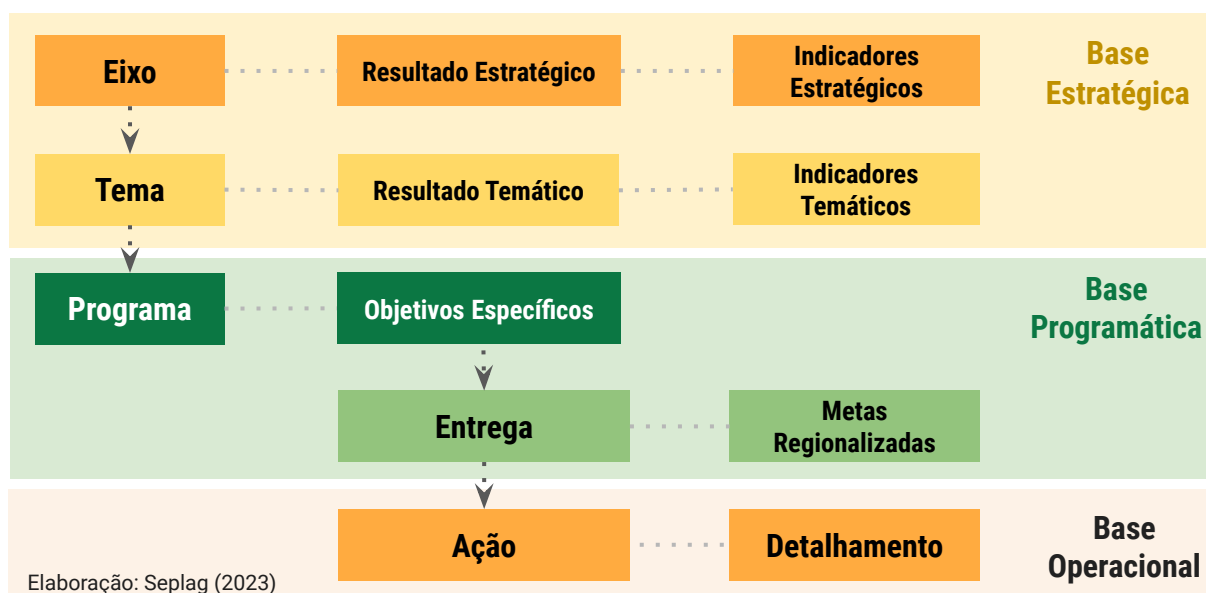 Eixo
Resultado Estratégico
Indicadores
Estratégicos
Base
Estratégica
Tema
Resultado Temático
Indicadores
Temáticos
Programa
Objetivos Específicos
Base
Programática
Entrega
Metas
Regionalizadas
Ação
Detalhamento
Base
Operacional
Elaboração: Seplag (2023)